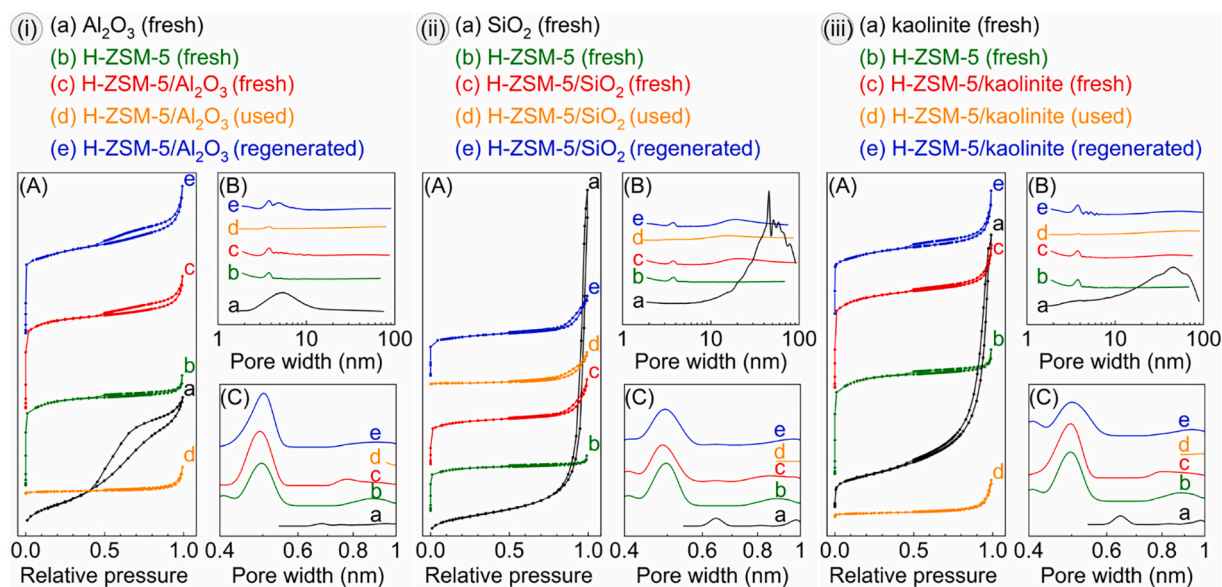 (i) (a) Al₂O₃ (fresh)
(b) H-ZSM-5 (fresh)
(c) H-ZSM-5/Al₂O₃ (fresh)
(d) H-ZSM-5/Al₂O₃ (used)
(e) H-ZSM-5/Al₂O₃ (regenerated)
(A)
e
c
b
a
d
0.0 0.5 1.0
Relative pressure
(B)
e
d
c
b
a
1 10 100
Pore width (nm)
(C)
e
d
c
b
a
0.4 0.6 0.8 1
Pore width (nm)
(ii) (a) SiO₂ (fresh)
(b) H-ZSM-5 (fresh)
(c) H-ZSM-5/SiO₂ (fresh)
(d) H-ZSM-5/SiO₂ (used)
(e) H-ZSM-5/SiO₂ (regenerated)
(A)
a
e
d
c
b
0.0 0.5 1.0
Relative pressure
(B)
e
d
c
b
a
1 10 100
Pore width (nm)
(C)
e
d
c
b
a
0.4 0.6 0.8 1
Pore width (nm)
(iii) (a) kaolinite (fresh)
(b) H-ZSM-5 (fresh)
(c) H-ZSM-5/kaolinite (fresh)
(d) H-ZSM-5/kaolinite (used)
(e) H-ZSM-5/kaolinite (regenerated)
(A)
e
a
c
b
d
0.0 0.5 1.0
Relative pressure
(B)
e
d
c
b
a
1 10 100
Pore width (nm)
(C)
e
d
c
b
a
0.4 0.6 0.8 1
Pore width (nm)